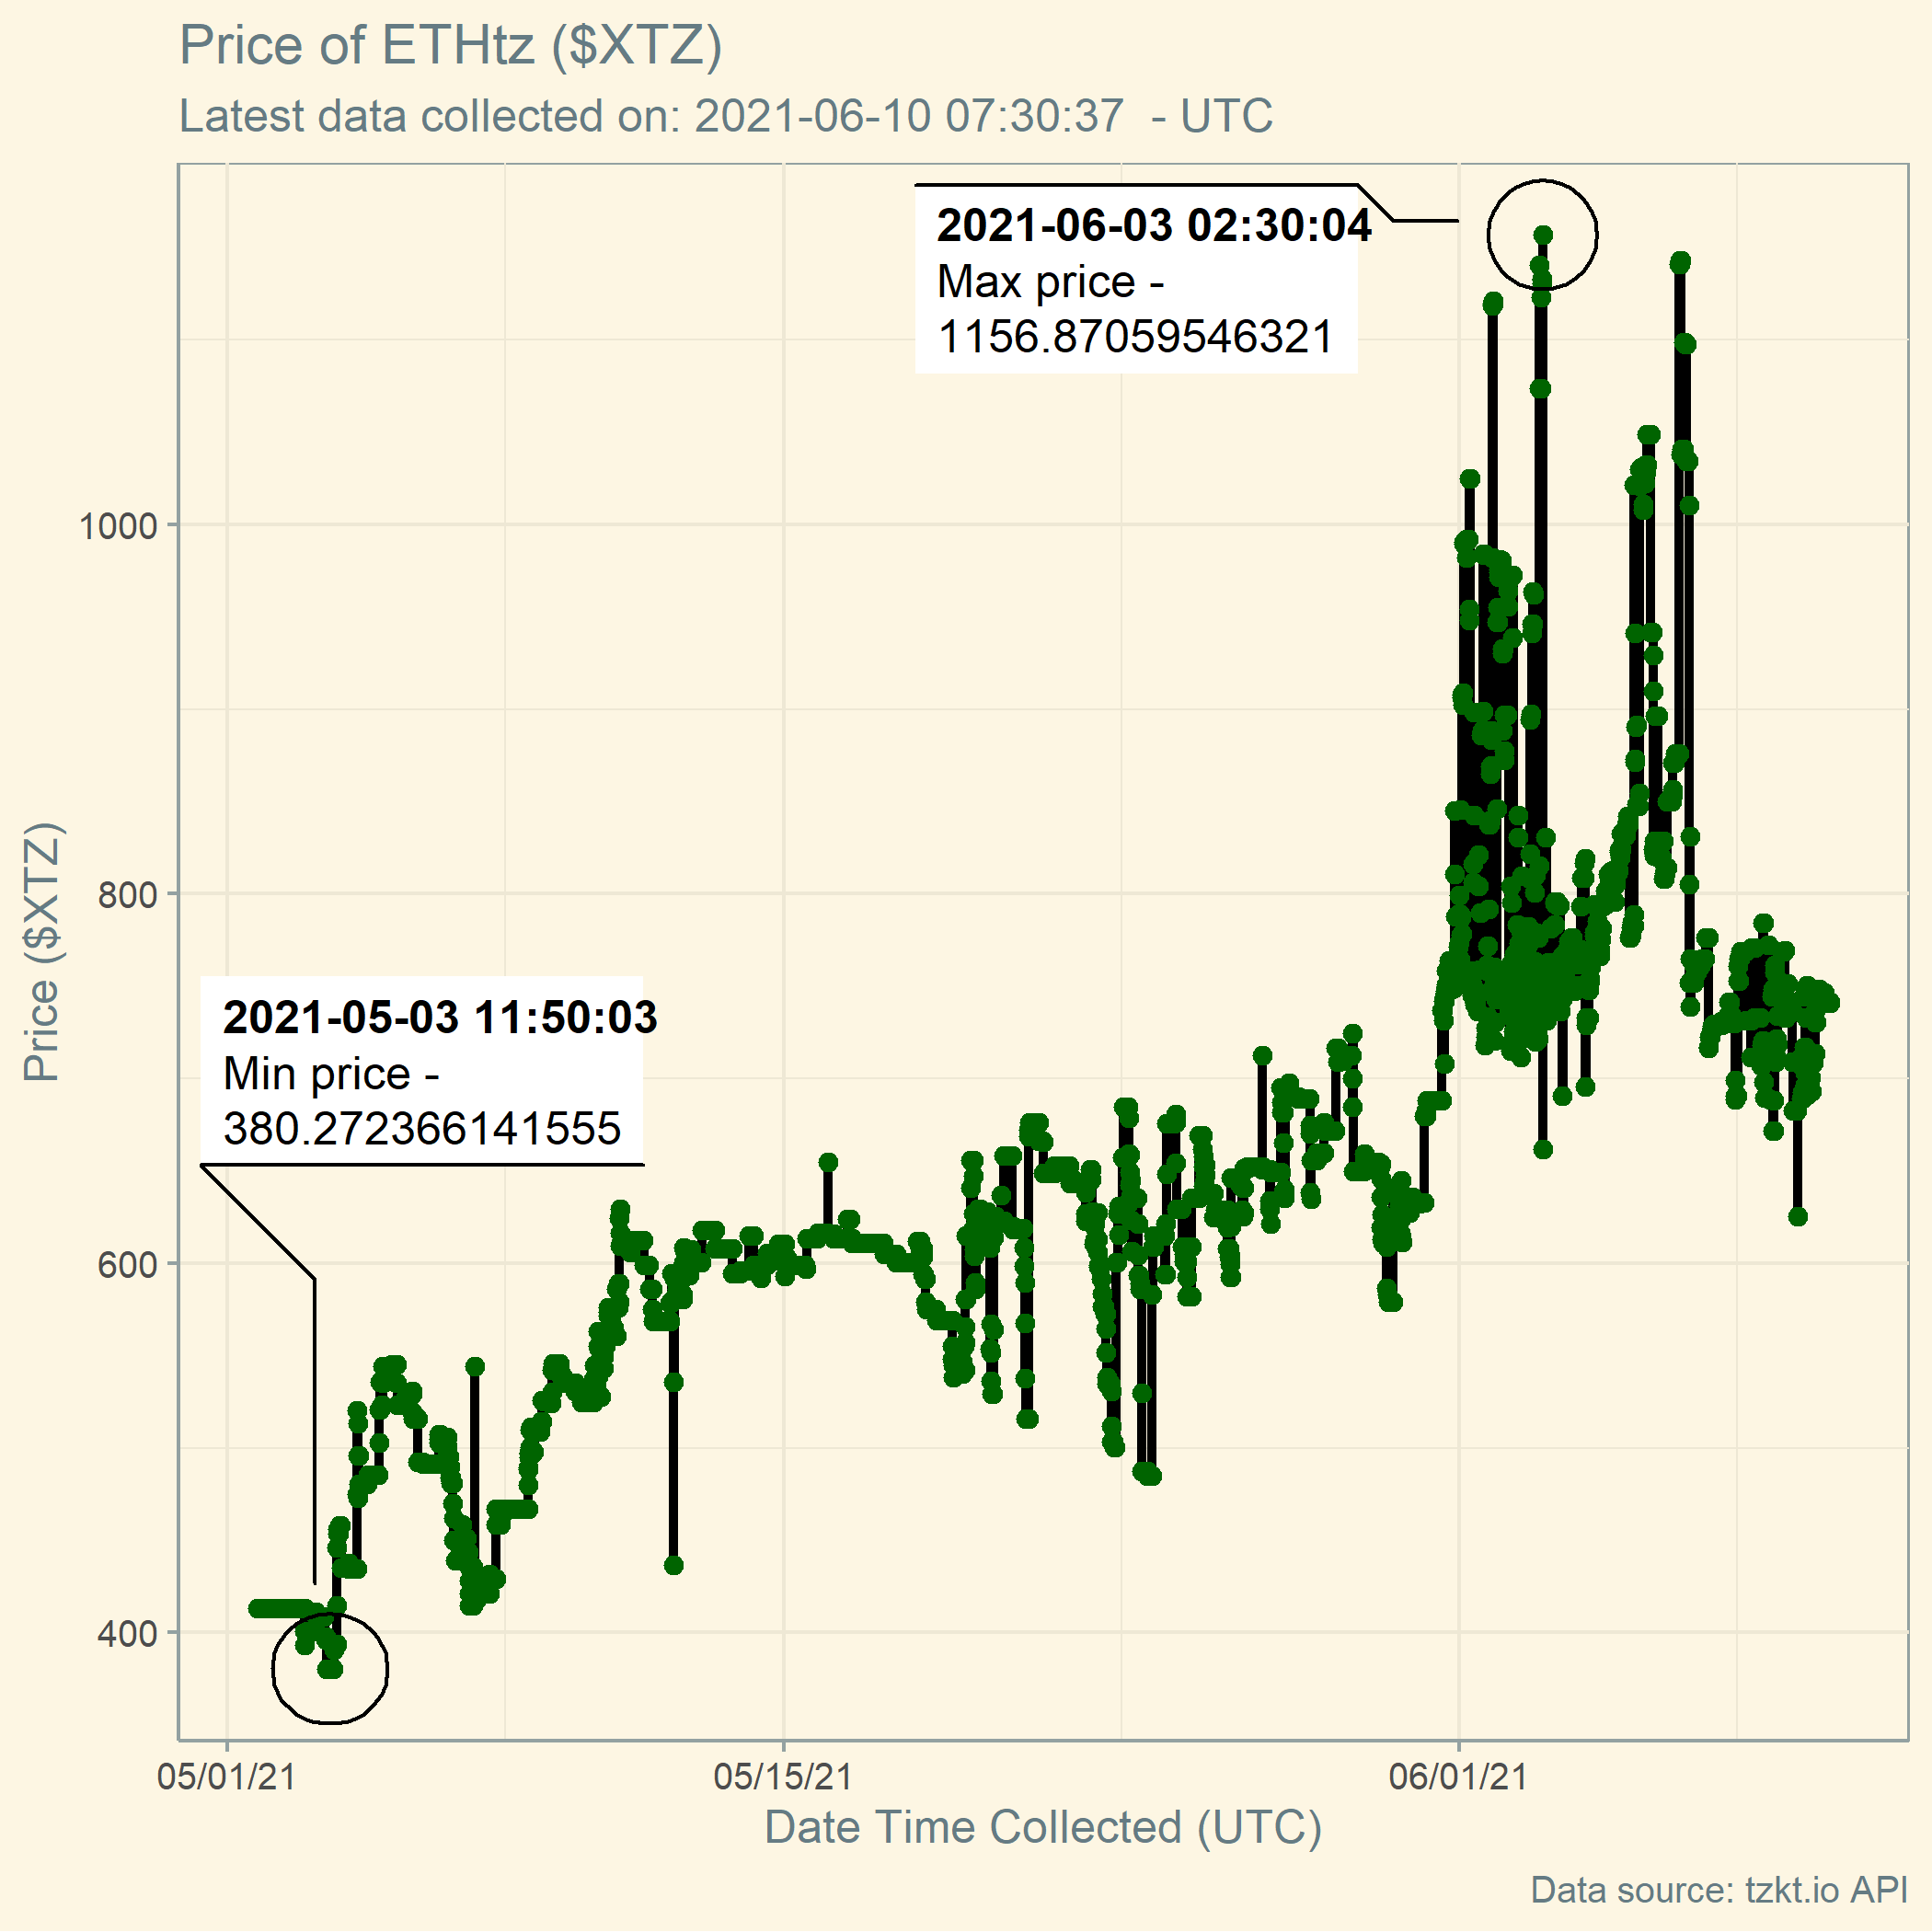 Price of ETHtz ($XTZ)
Latest data collected on: 2021-06-10 07:30:37  - UTC
2021-06-03 02:30:04
Max price -
1156.87059546321
1000
800
600
400
Price ($XTZ)
2021-05-03 11:50:03
Min price -
380.272366141555
05/01/21
05/15/21
06/01/21
Date Time Collected (UTC)
Data source: tzkt.io API